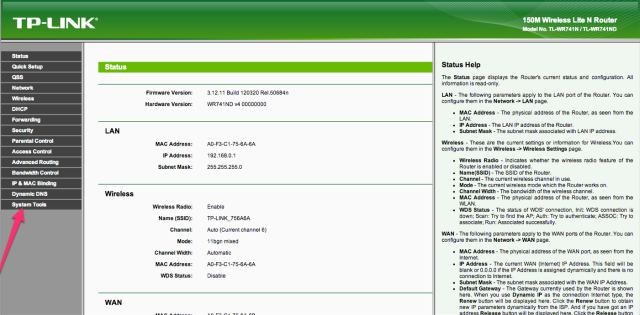 TP-LINK®
150M Wireless Lite N Router
Model No. TL-WR741N / TL-WR741ND
Status
Quick Setup
QSS
Network
Wireless
DHCP
Forwarding
Security
Parental Control
Access Control
Advanced Routing
Bandwidth Control
IP & MAC Binding
Dynamic DNS
System Tools
Status
Firmware Version: 3.12.11 Build 120320 Rel.50684n
Hardware Version: WR741ND v4 00000000
LAN
MAC Address: A0-F3-C1-75-6A-6A
IP Address: 192.168.0.1
Subnet Mask: 255.255.255.0
Wireless
Wireless Radio: Enable
Name (SSID): TP-LINK_756A6A
Channel: Auto (Current channel 6)
Mode: 11bgn mixed
Channel Width: Automatic
MAC Address: A0-F3-C1-75-6A-6A
WDS Status: Disable
WAN
Status Help
The Status page displays the Router's current status and configuration. All
information is read-only.
LAN - The following parameters apply to the LAN port of the Router. You can
configure them in the Network -> LAN page.
MAC Address - The physical address of the Router, as seen from the
LAN.
IP Address - The LAN IP address of the Router.
Subnet Mask - The subnet mask associated with LAN IP address.
Wireless - These are the current settings or information for Wireless.You can
configure them in the Wireless -> Wireless Settings page.
Wireless Radio - Indicates whether the wireless radio feature of the
Router is enabled or disabled.
Name(SSID) - The SSID of the Router.
Channel - The current wireless channel in use.
Mode - The current wireless mode which the Router works on.
Channel Width - The bandwidth of the wireless channel.
MAC Address - The physical address of the Router, as seen from the
WLAN.
WDS Status - The status of WDS' connection, Init: WDS connection is
down; Scan: Try to find the AP; Auth: Try to authenticate; ASSOC: Try to
associate; Run: Associated successfully.
WAN - The following parameters apply to the WAN ports of the Router. You can
configure them in the Network -> WAN page.
MAC Address - The physical address of the WAN port, as seen from the
Internet.
IP Address - The current WAN (Internet) IP Address. This field will be
blank or 0.0.0.0 if the IP Address is assigned dynamically and there is no
connection to Internet.
Subnet Mask - The subnet mask associated with the WAN IP Address.
Default Gateway - The Gateway currently used by the Router is shown
here. When you use Dynamic IP as the connection Internet type, the
Renew button will be displayed here. Click the Renew button to obtain
new IP parameters dynamically from the ISP. And if you have got an IP
address Release button will be displayed here. Click the Release button